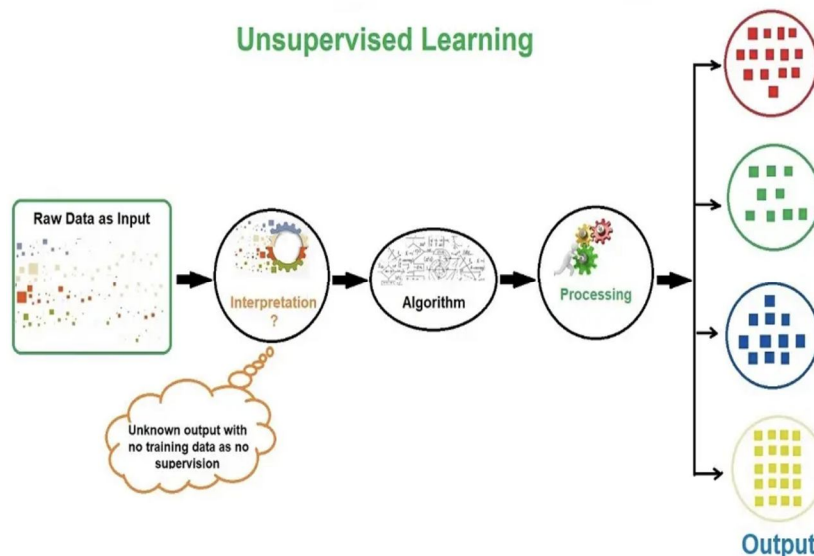 Unsupervised Learning
Raw Data as Input
Interpretation
?
Algorithm
Processing
Unknown output with
no training data as no
supervision
Output